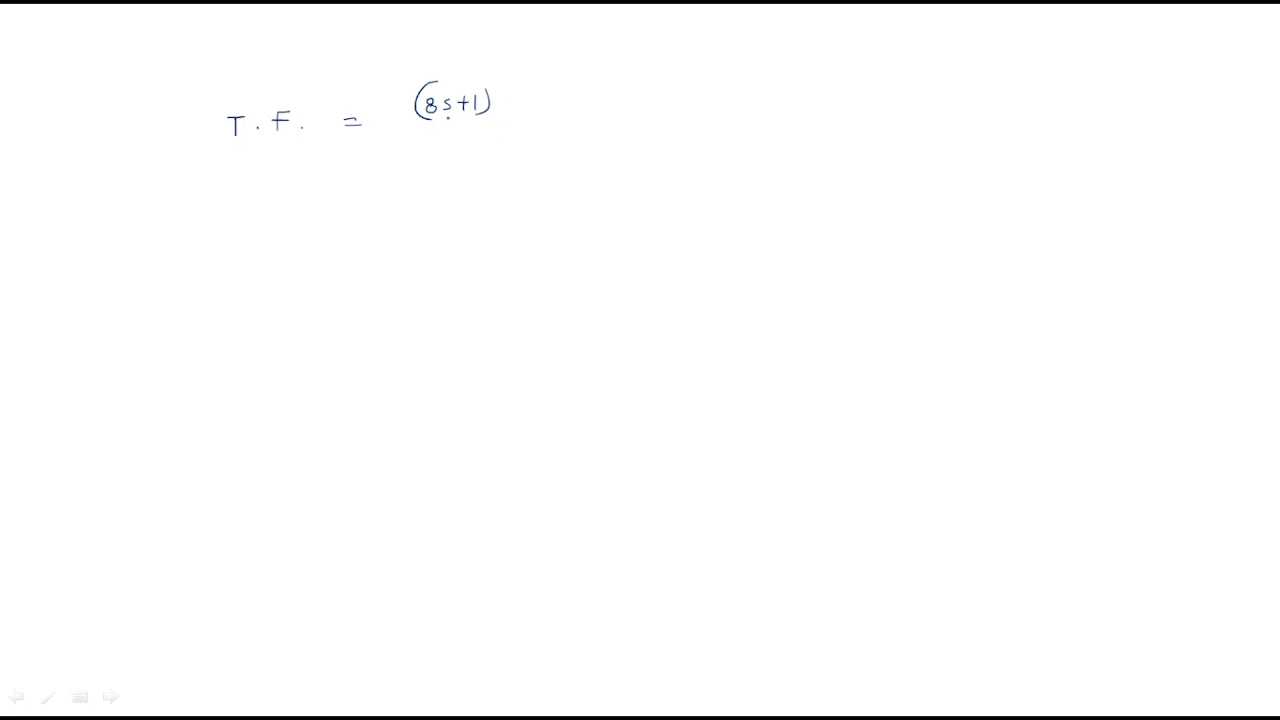 T.F. = (8s+1)